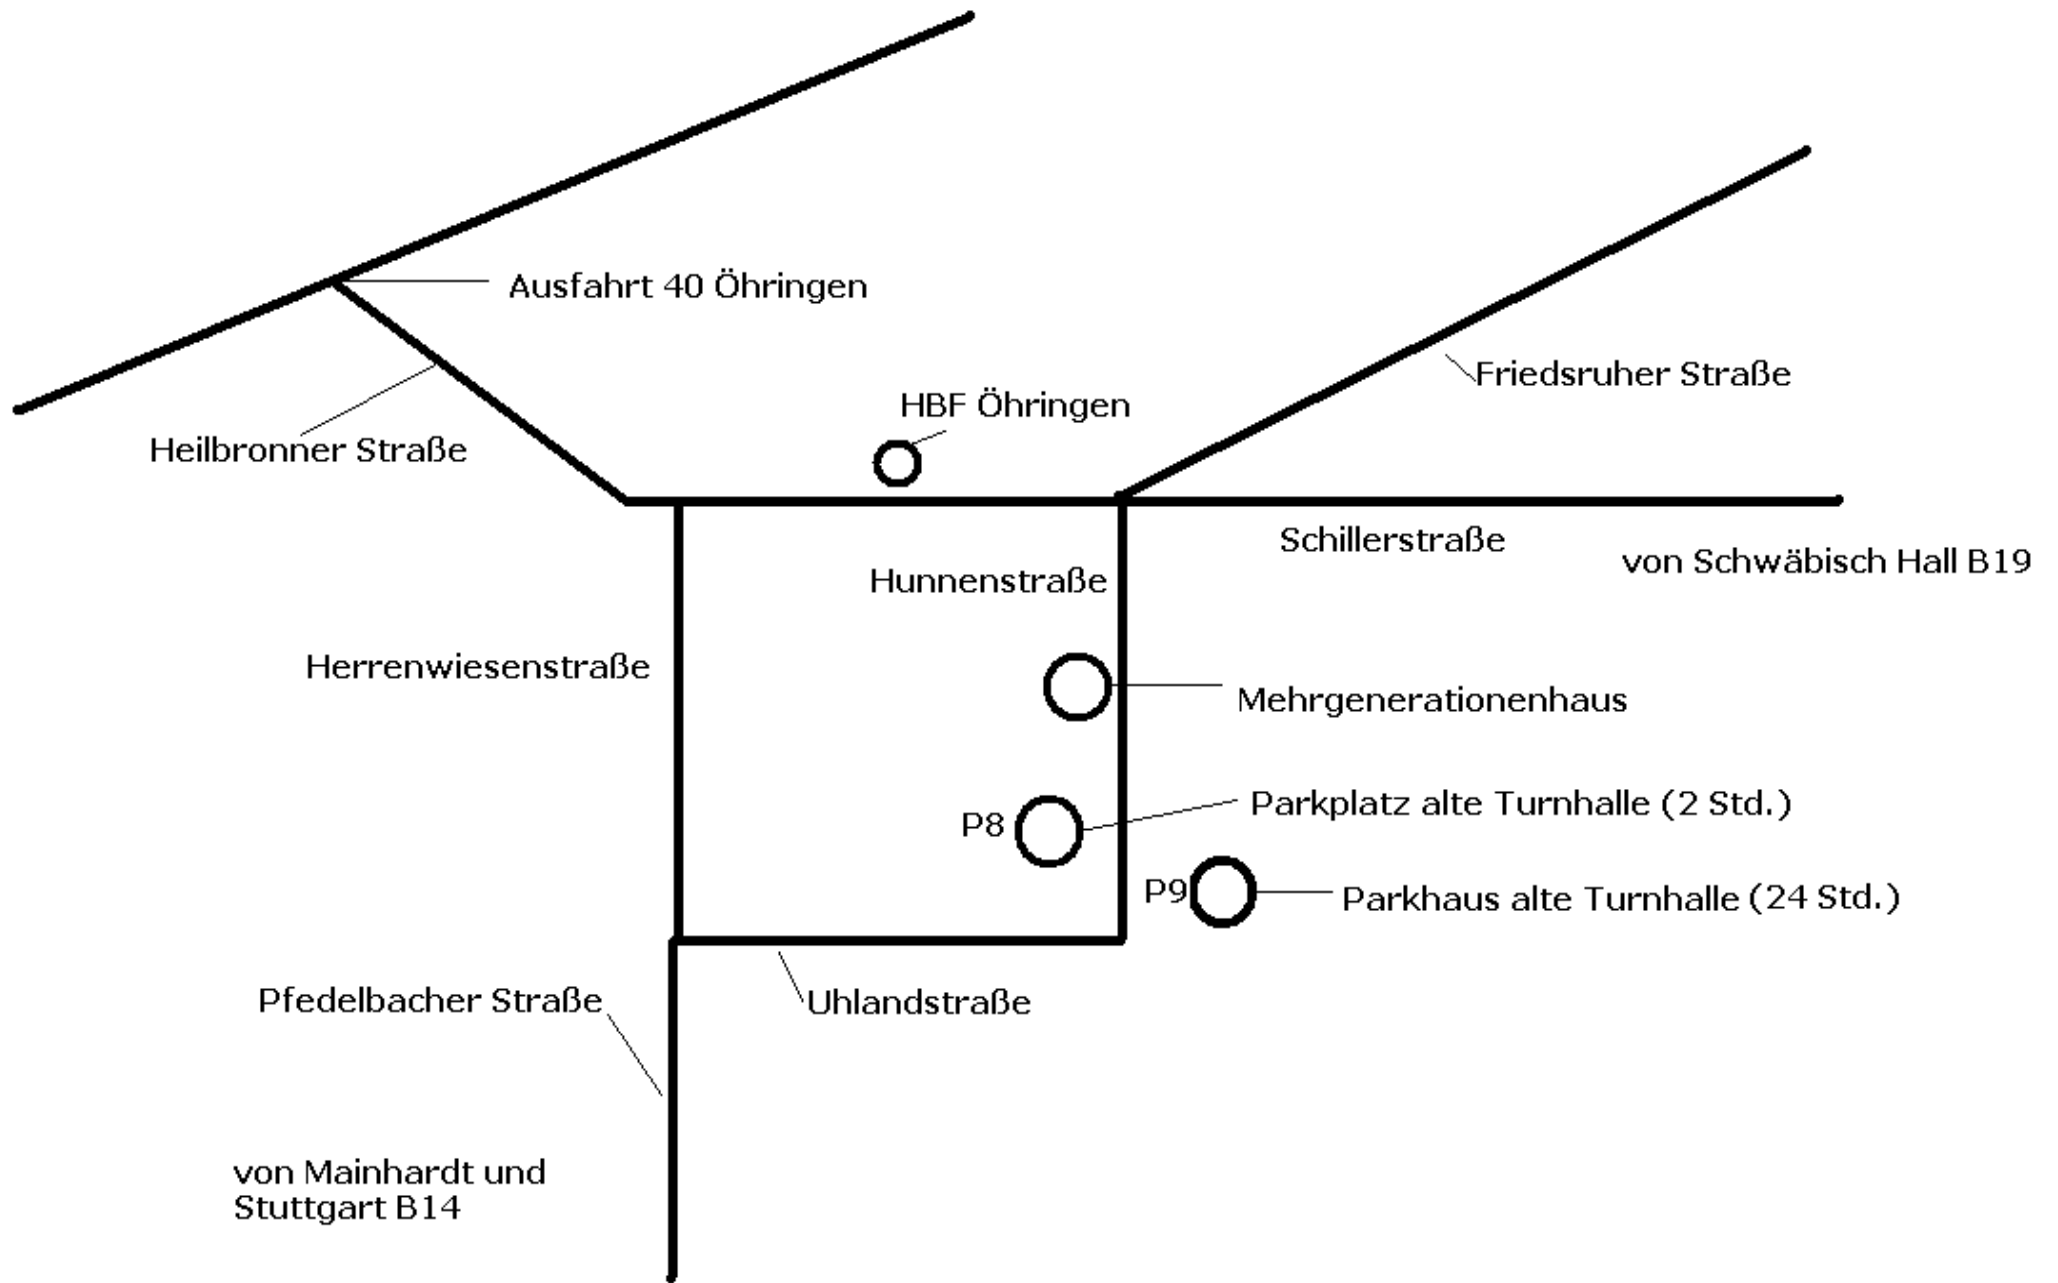 Ausfahrt 40 Öhringen
Friedsruher Straße
HBF Öhringen
Heilbronner Straße
Schillerstraße
von Schwäbisch Hall B19
Hunnenstraße
Herrenwiesenstraße
Mehrgenerationenhaus
Parkplatz alte Turnhalle (2 Std.)
P8
P9
Parkhaus alte Turnhalle (24 Std.)
Pfedelbacher Straße
Uhlandstraße
von Mainhardt und
Stuttgart B14